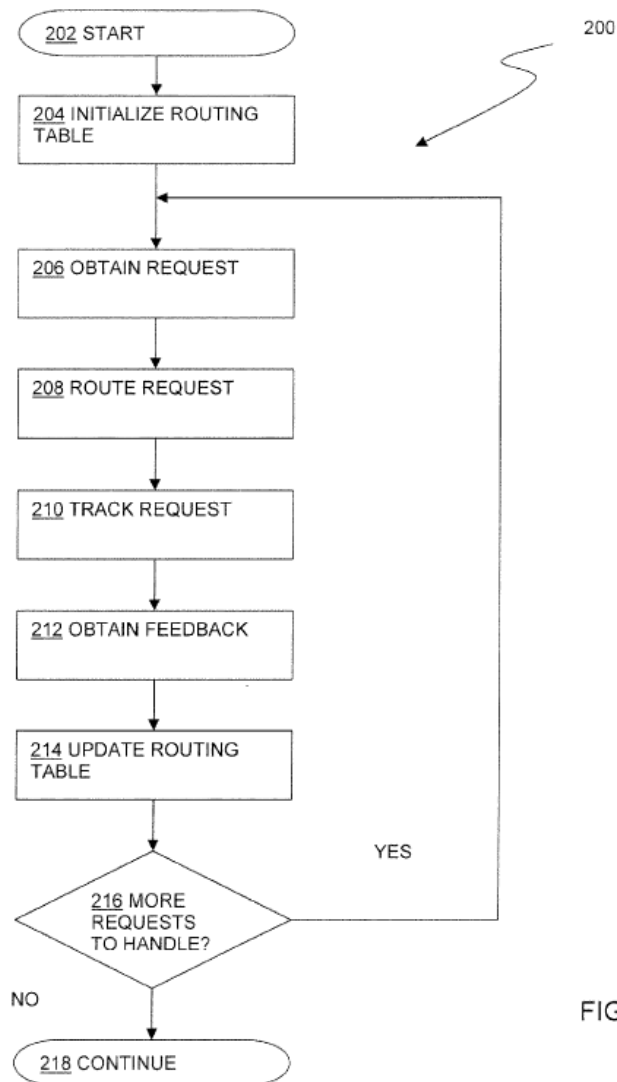 202 START
200
204 INITIALIZE ROUTING
TABLE
206 OBTAIN REQUEST
208 ROUTE REQUEST
210 TRACK REQUEST
212 OBTAIN FEEDBACK
214 UPDATE ROUTING
TABLE
YES
216 MORE
REQUESTS
TO HANDLE?
NO
FIG
218 CONTINUE